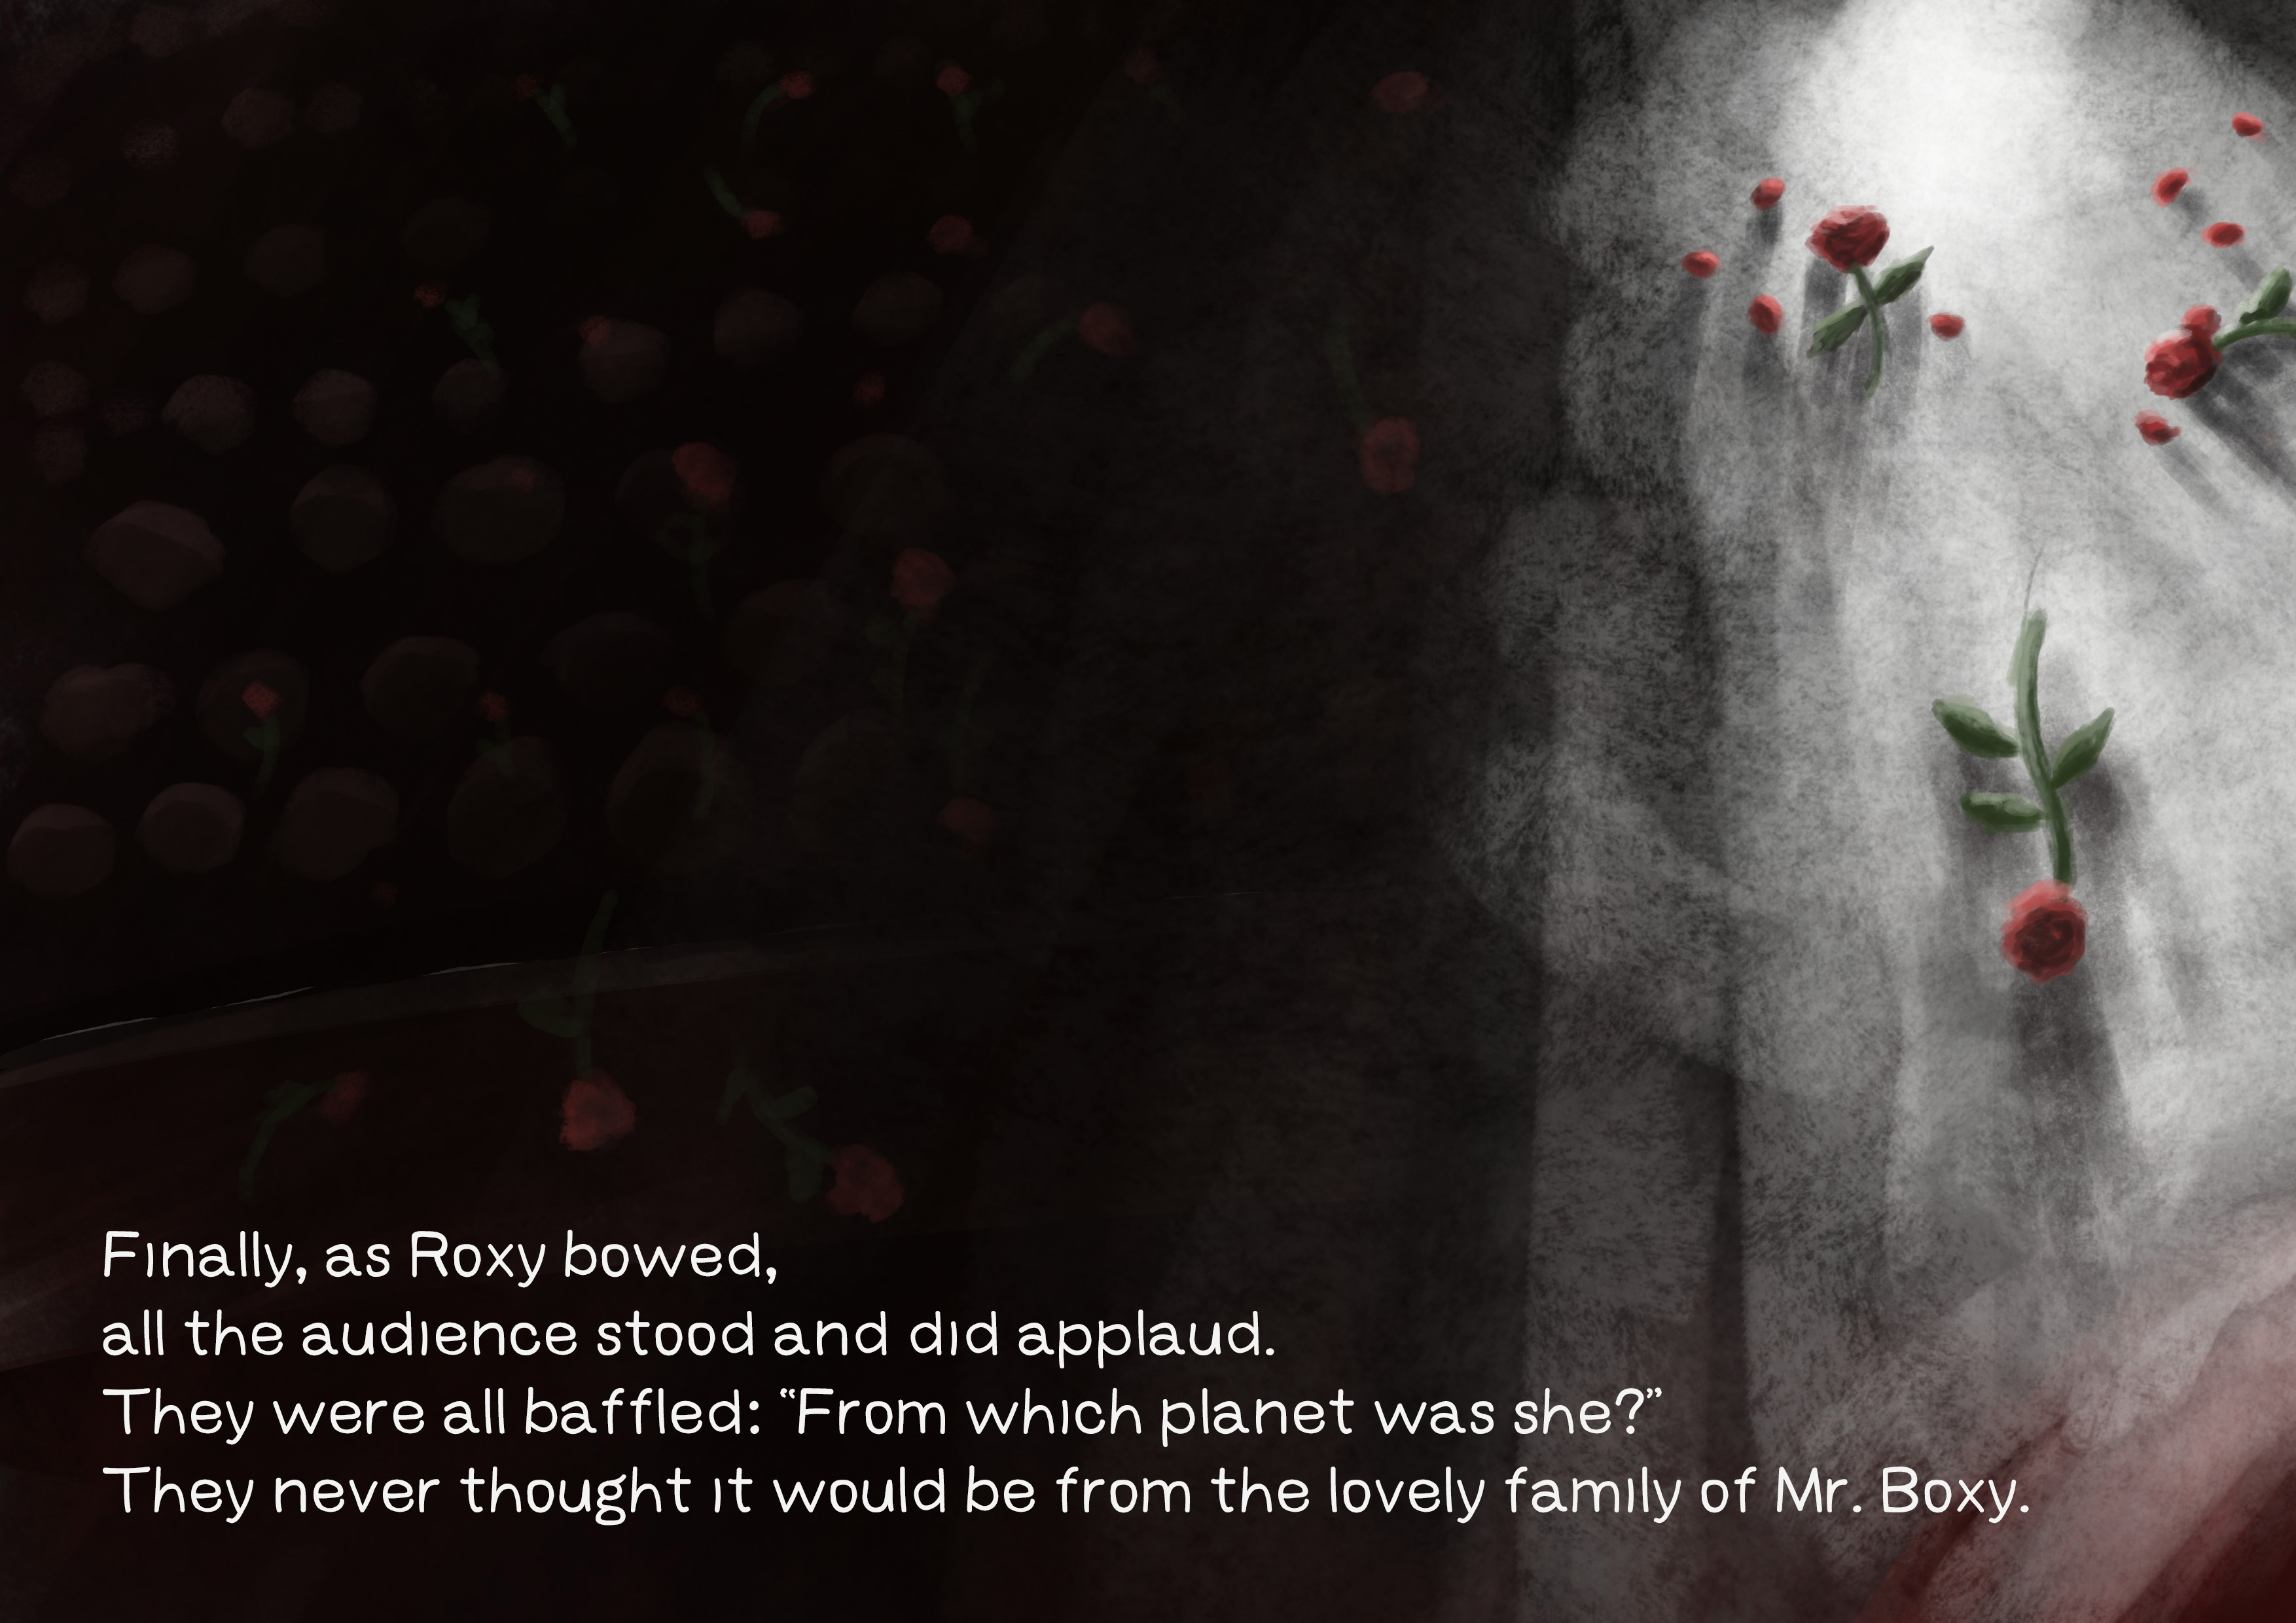 Finally, as Roxy bowed,
all the audience stood and did applaud.
They were all baffled: “From which planet was she?”
They never thought it would be from the lovely family of Mr. Boxy.